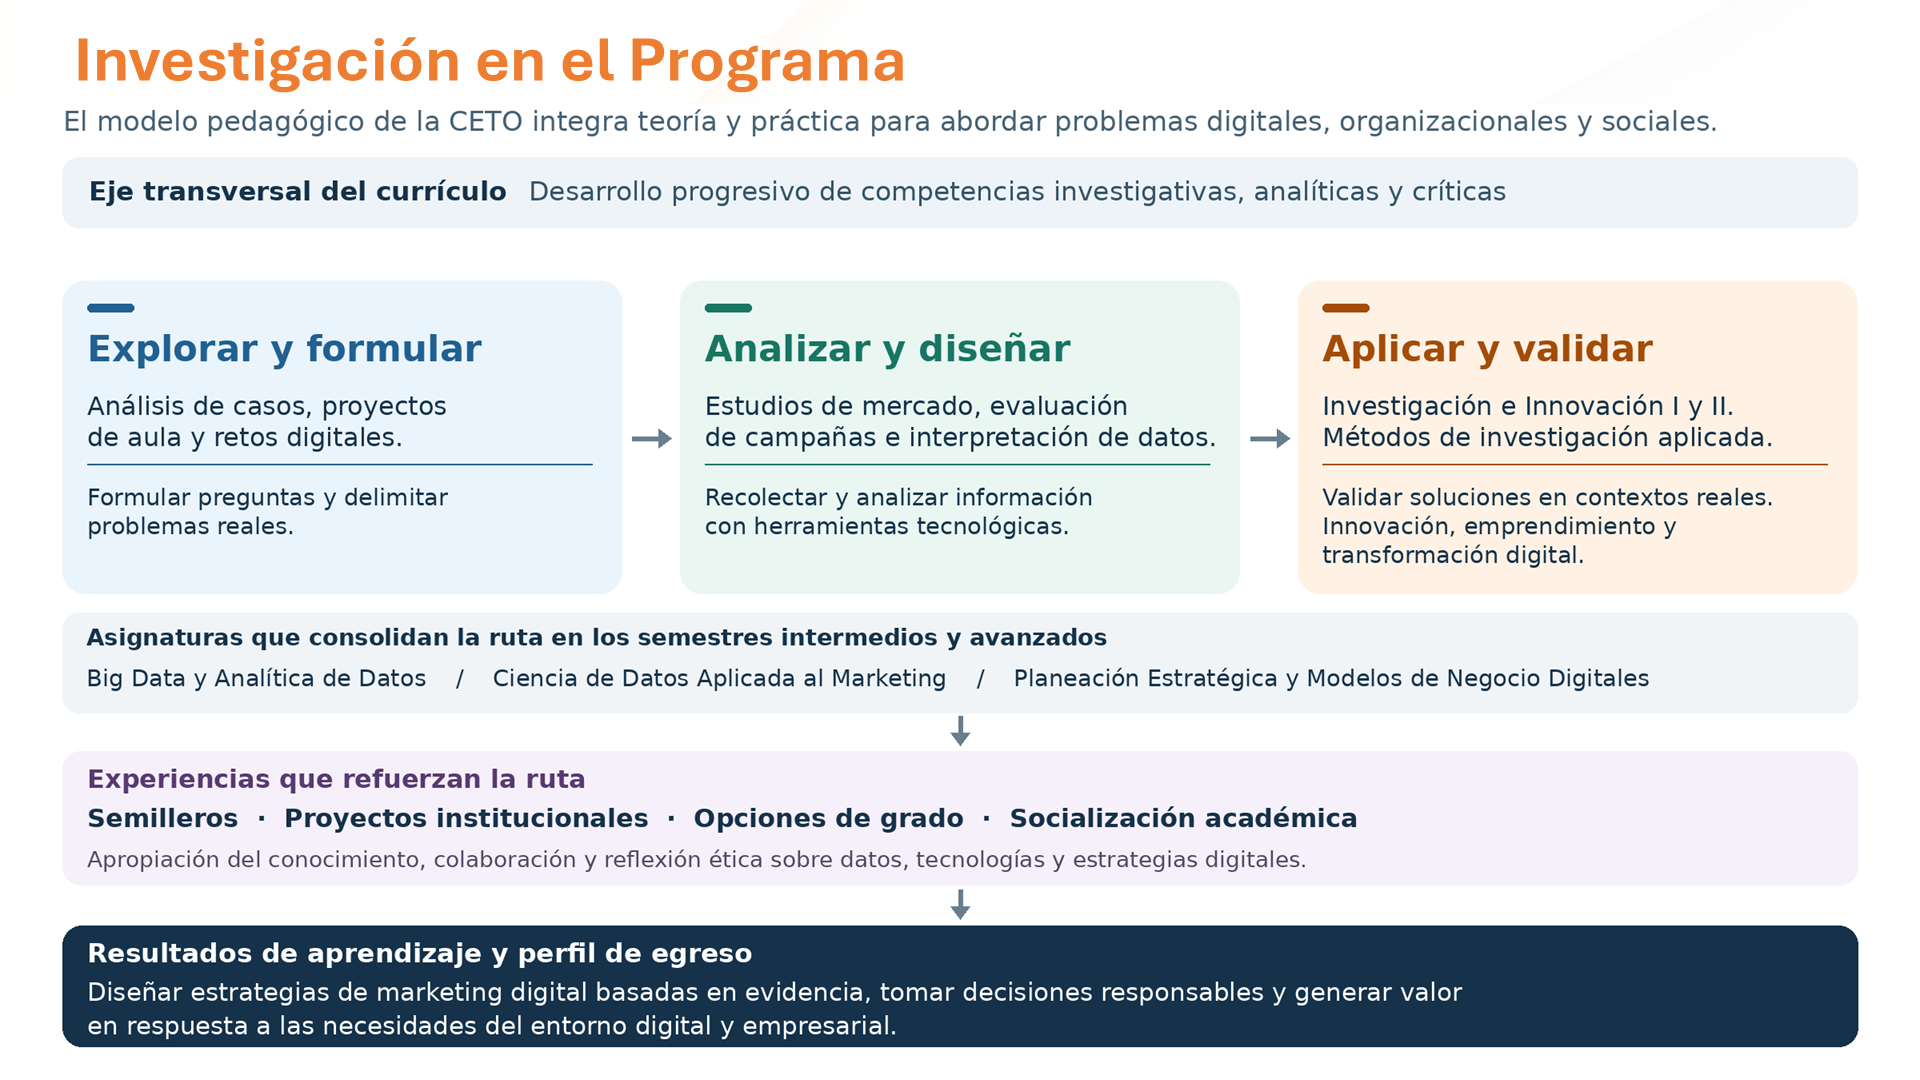 Investigación en el Programa
El modelo pedagógico de la CETO integra teoría y práctica para abordar problemas digitales, organizacionales y sociales.
Eje transversal del currículo Desarrollo progresivo de competencias investigativas, analíticas y críticas
Explorar y formular
Análisis de casos, proyectos
de aula y retos digitales.
Formular preguntas y delimitar
problemas reales.
Analizar y diseñar
Estudios de mercado, evaluación
de campañas e interpretación de datos.
Recolectar y analizar información
con herramientas tecnológicas.
Aplicar y validar
Investigación e Innovación I y II.
Métodos de investigación aplicada.
Validar soluciones en contextos reales.
Innovación, emprendimiento y
transformación digital.
Asignaturas que consolidan la ruta en los semestres intermedios y avanzados
Big Data y Analítica de Datos / Ciencia de Datos Aplicada al Marketing / Planeación Estratégica y Modelos de Negocio Digitales
Experiencias que refuerzan la ruta
Semilleros · Proyectos institucionales · Opciones de grado · Socialización académica
Apropiación del conocimiento, colaboración y reflexión ética sobre datos, tecnologías y estrategias digitales.
Resultados de aprendizaje y perfil de egreso
Diseñar estrategias de marketing digital basadas en evidencia, tomar decisiones responsables y generar valor
en respuesta a las necesidades del entorno digital y empresarial.